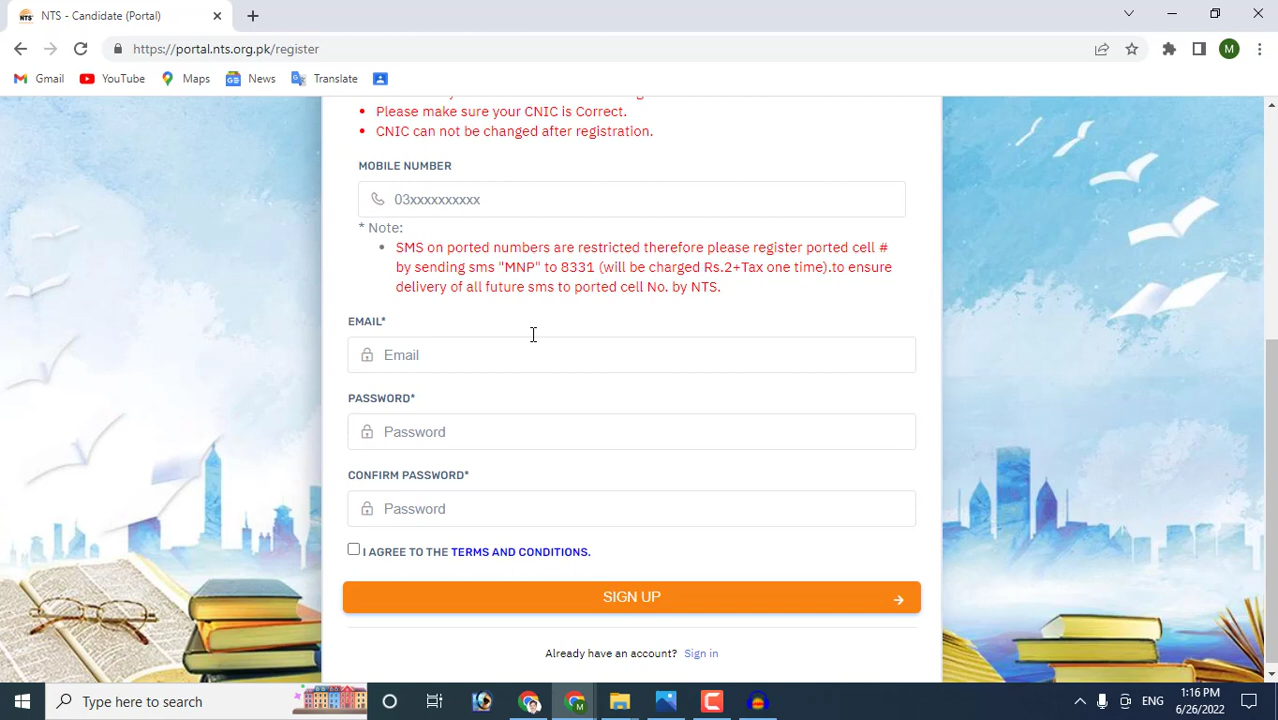 NTS - Candidate (Portal)
https://portal.nts.org.pk/register
M
Gmail
YouTube
Maps
News
Translate
Please make sure your CNIC is Correct.
CNIC can not be changed after registration.
MOBILE NUMBER
03xxxxxxxxxx
* Note:
SMS on ported numbers are restricted therefore please register ported cell #
by sending sms "MNP" to 8331 (will be charged Rs.2+Tax one time).to ensure
delivery of all future sms to ported cell No. by NTS.
EMAIL*
Email
PASSWORD*
Password
CONFIRM PASSWORD*
Password
I AGREE TO THE TERMS AND CONDITIONS.
SIGN UP
Already have an account? Sign in
Type here to search
ENG
1:16 PM
6/26/2022